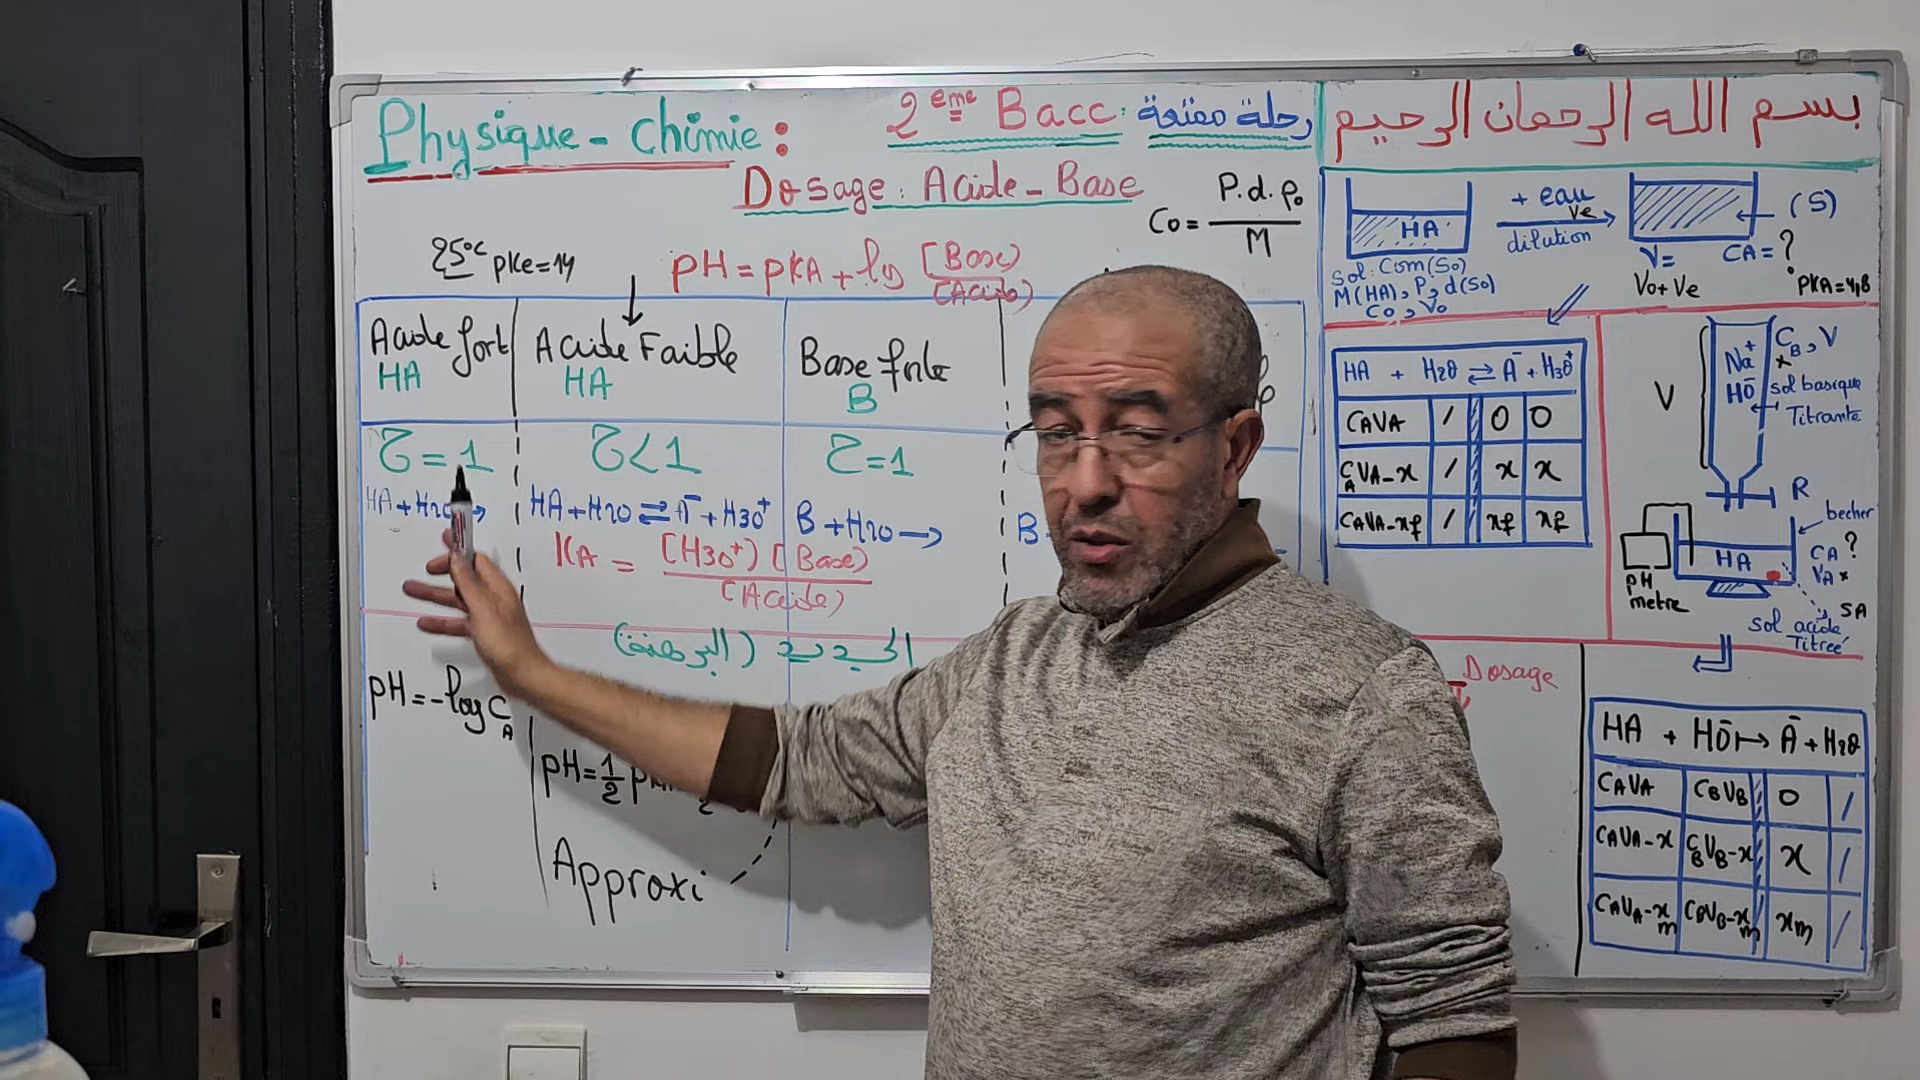 Physique-chimie:
2eme Bacc: رحلة ممتعة
بسم الله الرحمان الرحيم
Dosage: Acide-Base
Co = P.d.ρ₀ / M
25°C pKe=14
pH = pKA + log [Base] / [Acide]
Acide fort
HA
Acide Faible
HA
Base forte
B
τ = 1
τ < 1
τ = 1
HA + H2O →
HA + H2O ⇄ A⁻ + H3O⁺
B + H2O →
B
KA = [H3O⁺] [Base] / [Acide]
pH = -log CA
pH = 1/2 pKA
Approxi
HA
+ eau
Ve
dilution
(S)
V =
V0 + Ve
CA = ?
PKA = 4,8
Sol: Com(S0)
M(HA), P, d(S0)
C0, V0
HA + H2O ⇄ A⁻ + H3O⁺
CAVA / 0 0
CAVA-x / x x
CAVA-xf / xf xf
V
Na⁺
HO⁻
CB, V
sol basique
Titrante
R
becher
HA
CA ?
VA
pH
metre
SA
sol acide
Titrée
Dosage
HA + HO⁻ → A⁻ + H2O
CAVA CBVB 0 /
CAVA-x CBVB-x x /
CAVA-xm CBVB-xm xm /